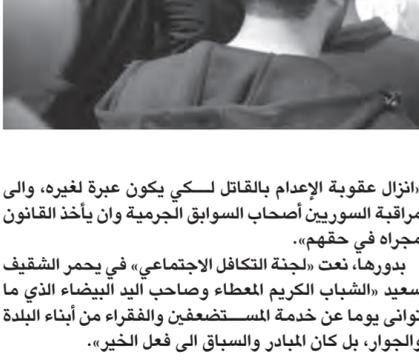 «انزال عقوبة الإعدام بالقاتل لكي يكون عبرة لغيره، والى
مراقبة السوريين أصحاب السوابق الجرمية وان يأخذ القانون
مجراه في حقهم».
بدورها، نعت «لجنة التكافل الاجتماعي» في يحمر الشقيف
سعيد «الشباب الكريم المعطاء وصاحب اليد البيضاء الذي ما
توانى يوما عن خدمة المستضعفين والفقراء من أبناء البلدة
والجوار، بل كان المبادر والسباق الى فعل الخير».